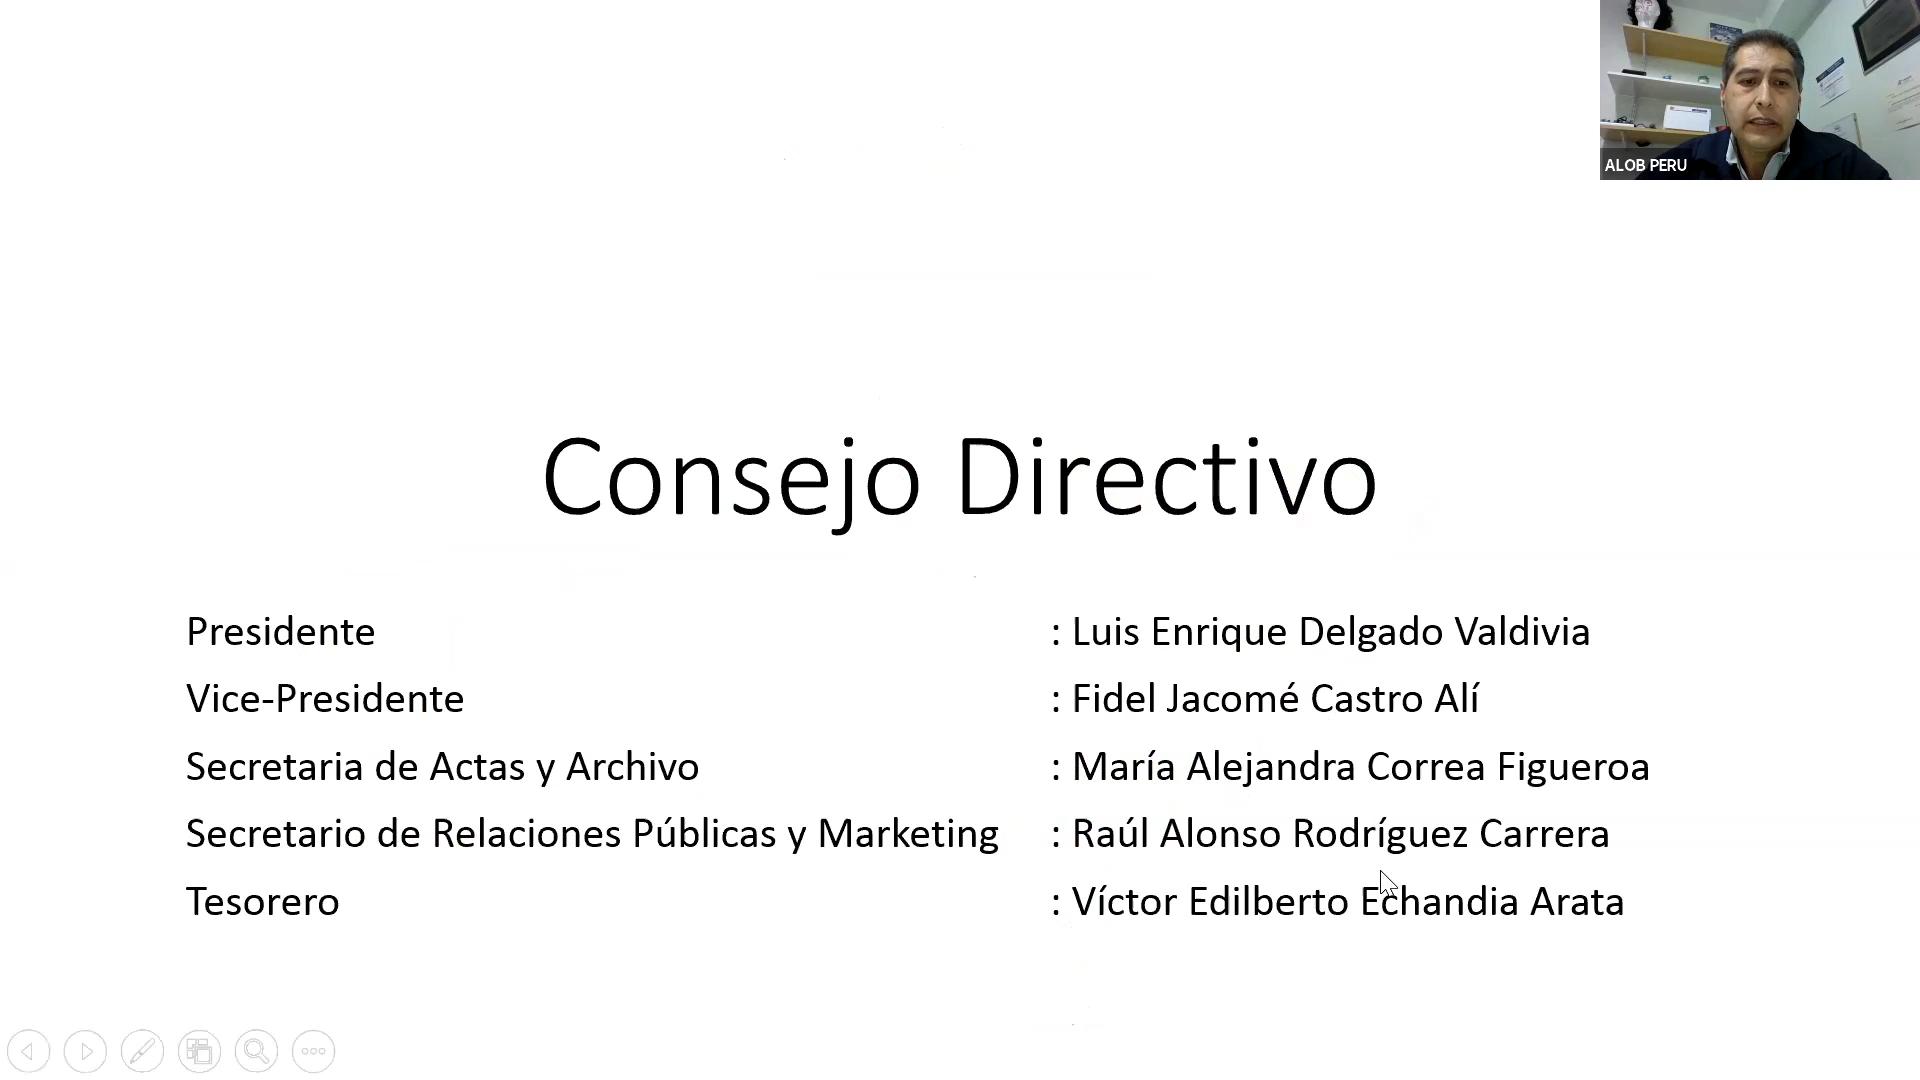 ALOB PERU
Consejo Directivo
Presidente : Luis Enrique Delgado Valdivia
Vice-Presidente : Fidel Jacomé Castro Alí
Secretaria de Actas y Archivo : María Alejandra Correa Figueroa
Secretario de Relaciones Públicas y Marketing : Raúl Alonso Rodríguez Carrera
Tesorero : Víctor Edilberto Echandia Arata